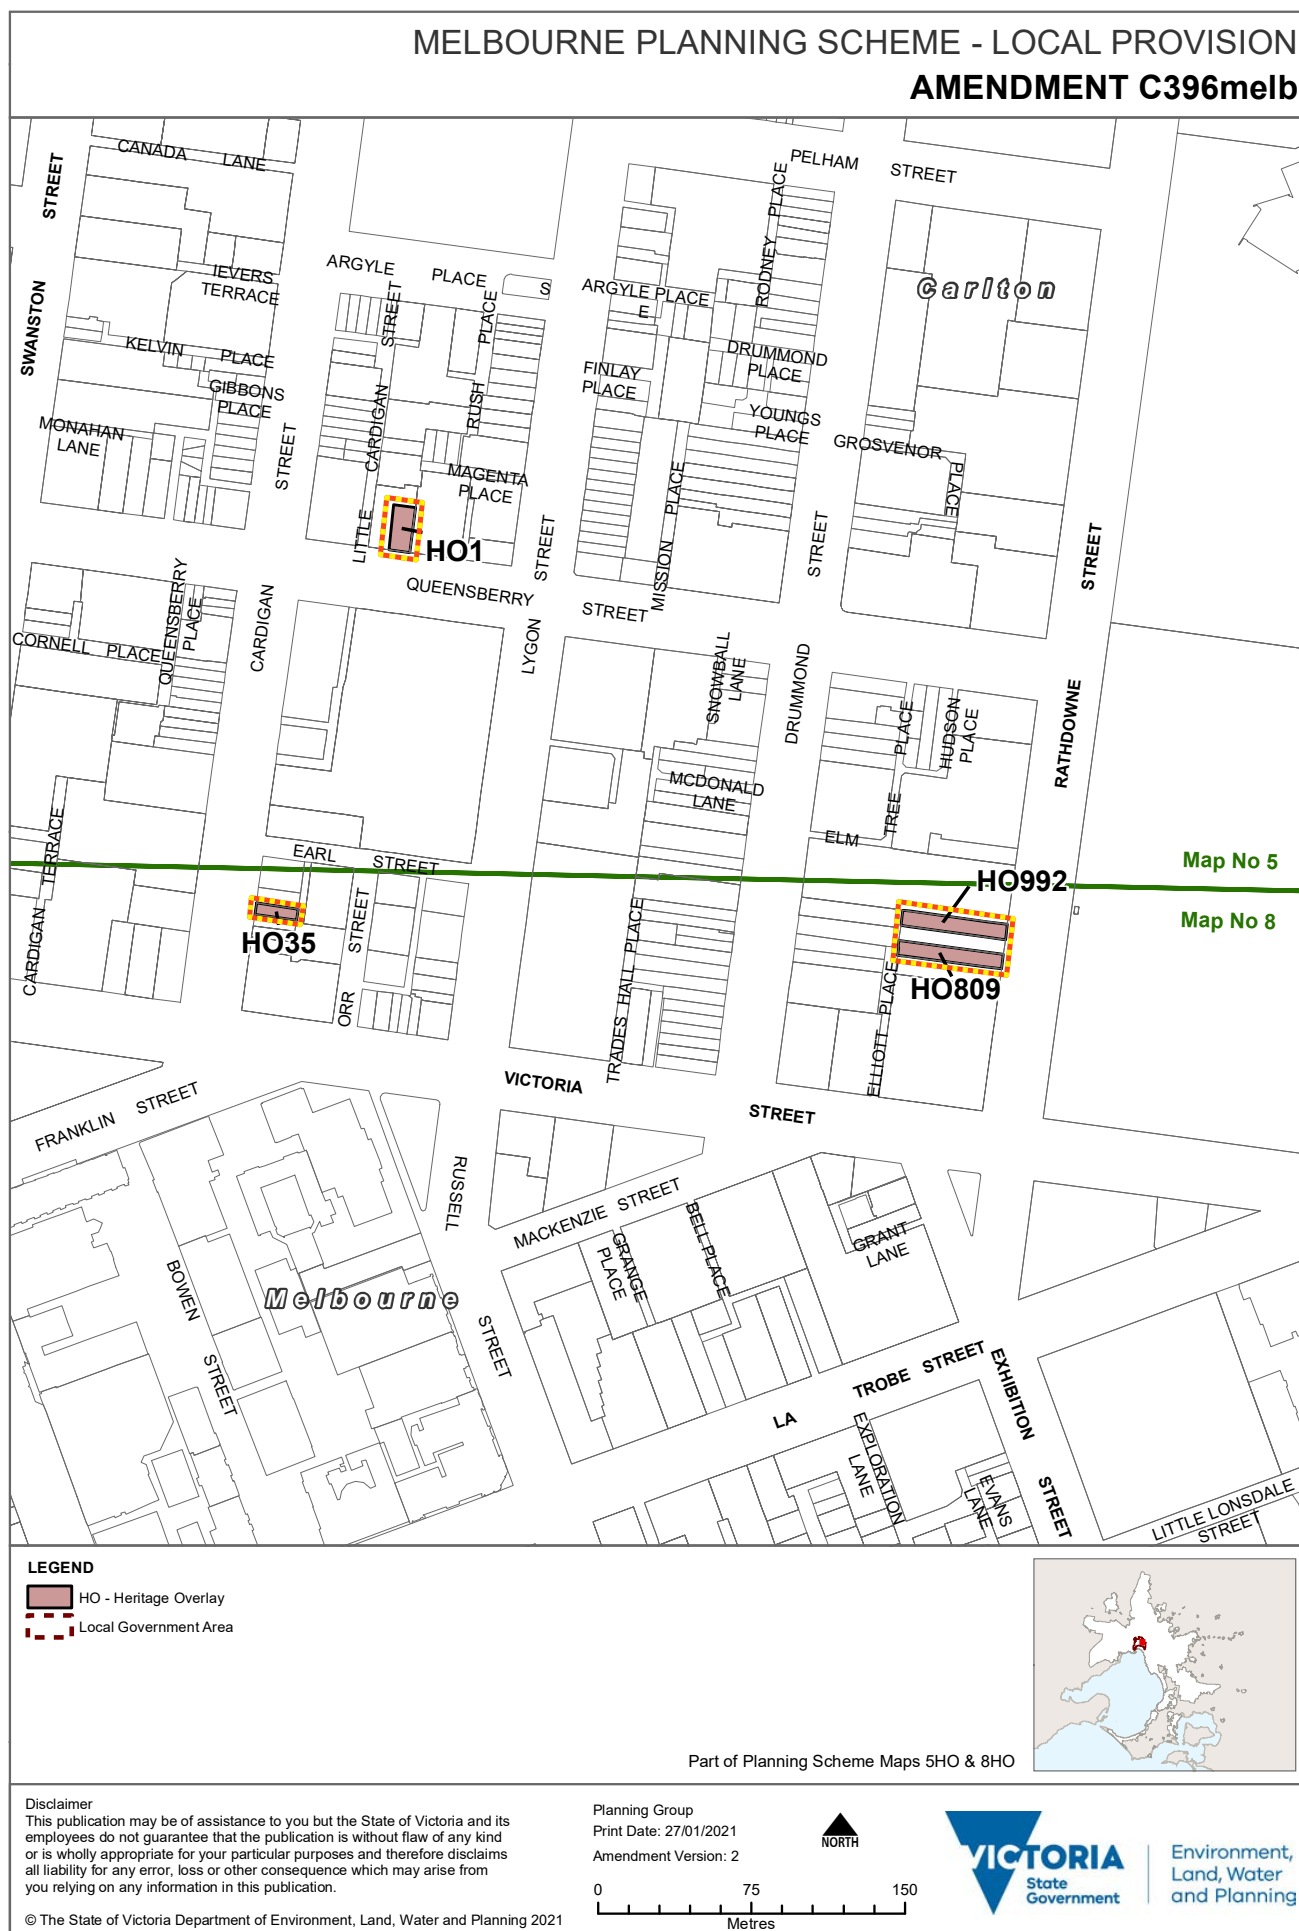 MELBOURNE PLANNING SCHEME - LOCAL PROVISION
AMENDMENT C396melb
CANADA LANE
PELHAM STREET
SWANSTON STREET
IEVERS
TERRACE
ARGYLE PLACE S
ARGYLE PLACE
E
RODNEY PLACE
Carlton
KELVIN PLACE
GIBBONS
PLACE
MONAHAN
LANE
CARDIGAN STREET
LITTLE CARDIGAN STREET
RUSH PLACE
MAGENTA
PLACE
FINLAY
PLACE
DRUMMOND
PLACE
YOUNGS
PLACE
GROSVENOR PLACE
MISSION PLACE
HO1
QUEENSBERRY STREET
LYGON STREET
DRUMMOND STREET
RATHDOWNE STREET
QUEENSBERRY
PLACE
CORNELL PLACE
SNOWBALL
LANE
HUDSON
PLACE
MCDONALD
LANE
ELM TREE PLACE
EARL STREET
CARDIGAN TERRACE
Map No 5
Map No 8
HO992
HO35
HO809
ORR STREET
TRADES HALL PLACE
ELLIOTT PLACE
VICTORIA STREET
FRANKLIN STREET
RUSSELL STREET
MACKENZIE STREET
BOWEN STREET
Melbourne
GRANGE
PLACE
BELL PLACE
GRANT
LANE
LA TROBE STREET
EXHIBITION STREET
EXPLORATION
LANE
EVANS
LANE
LITTLE LONSDALE
STREET
LEGEND
HO - Heritage Overlay
Local Government Area
Part of Planning Scheme Maps 5HO & 8HO
Disclaimer
This publication may be of assistance to you but the State of Victoria and its
employees do not guarantee that the publication is without flaw of any kind
or is wholly appropriate for your particular purposes and therefore disclaims
all liability for any error, loss or other consequence which may arise from
you relying on any information in this publication.
© The State of Victoria Department of Environment, Land, Water and Planning 2021
Planning Group
Print Date: 27/01/2021
Amendment Version: 2
NORTH
0 75 150
Metres
VICTORIA
State
Government
Environment,
Land, Water
and Planning